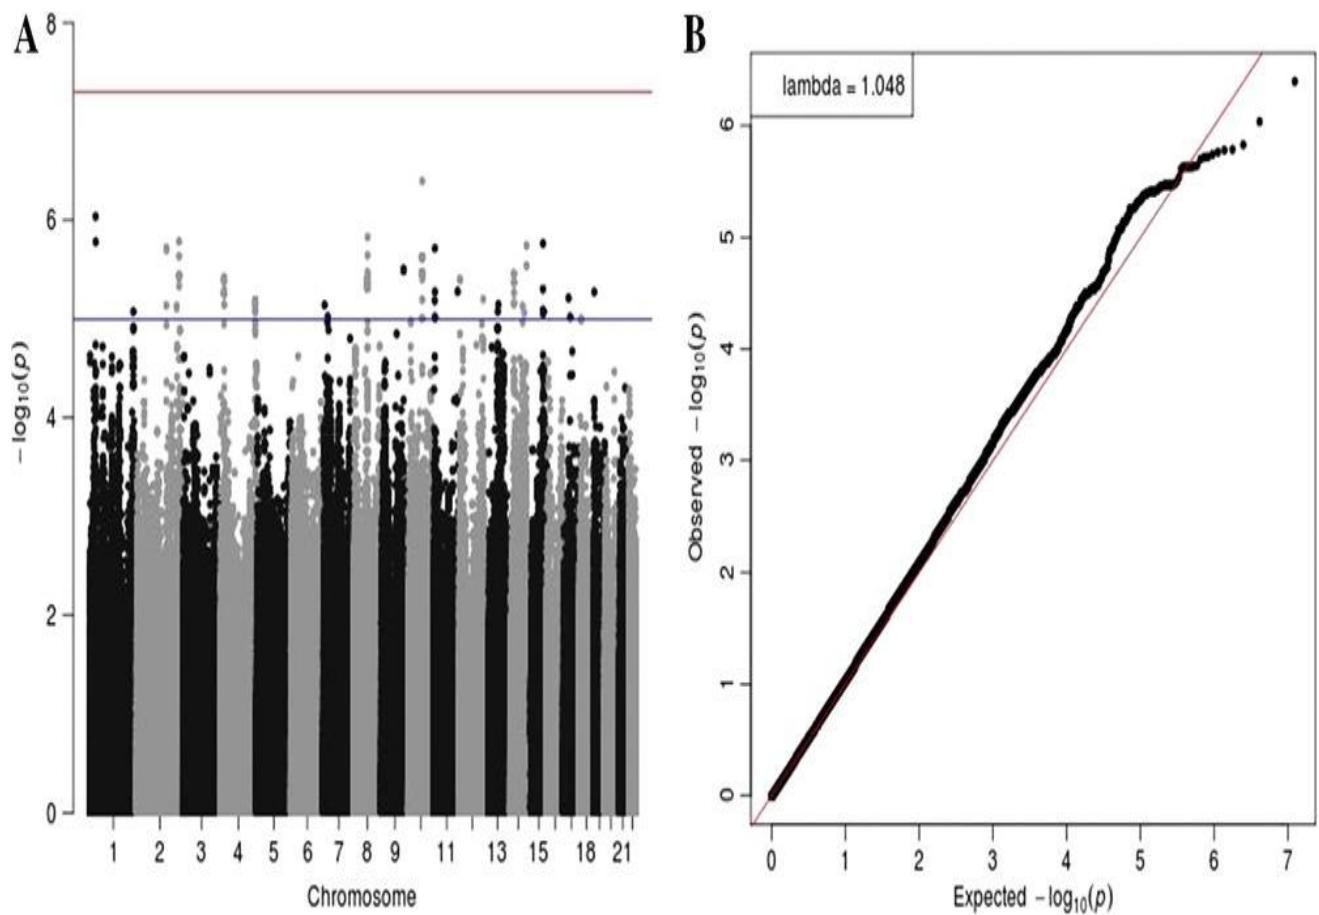 A
8
6
4
2
0
−log10(p)
1 2 3 4 5 6 7 8 9 11 13 15 18 21
Chromosome
B
lambda = 1.048
6
5
4
3
2
1
0
Observed −log10(p)
0 1 2 3 4 5 6 7
Expected −log10(p)